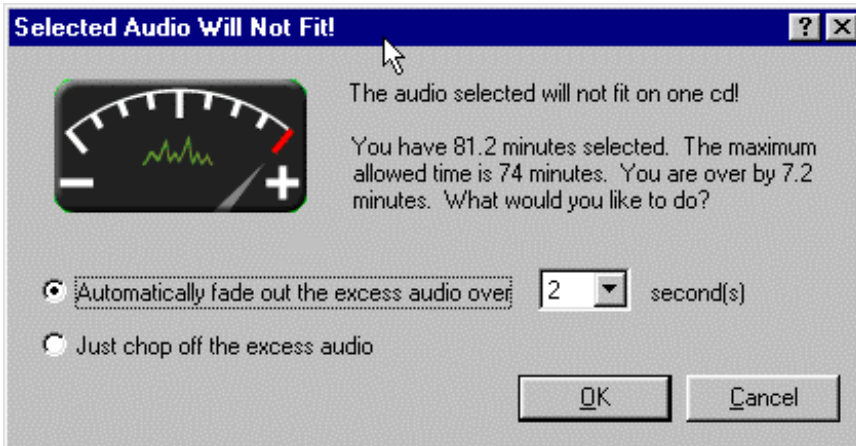 Selected Audio Will Not Fit!
The audio selected will not fit on one cd!
You have 81.2 minutes selected.  The maximum
allowed time is 74 minutes.  You are over by 7.2
minutes.  What would you like to do?
Automatically fade out the excess audio over 2 second(s)
Just chop off the excess audio
OK Cancel